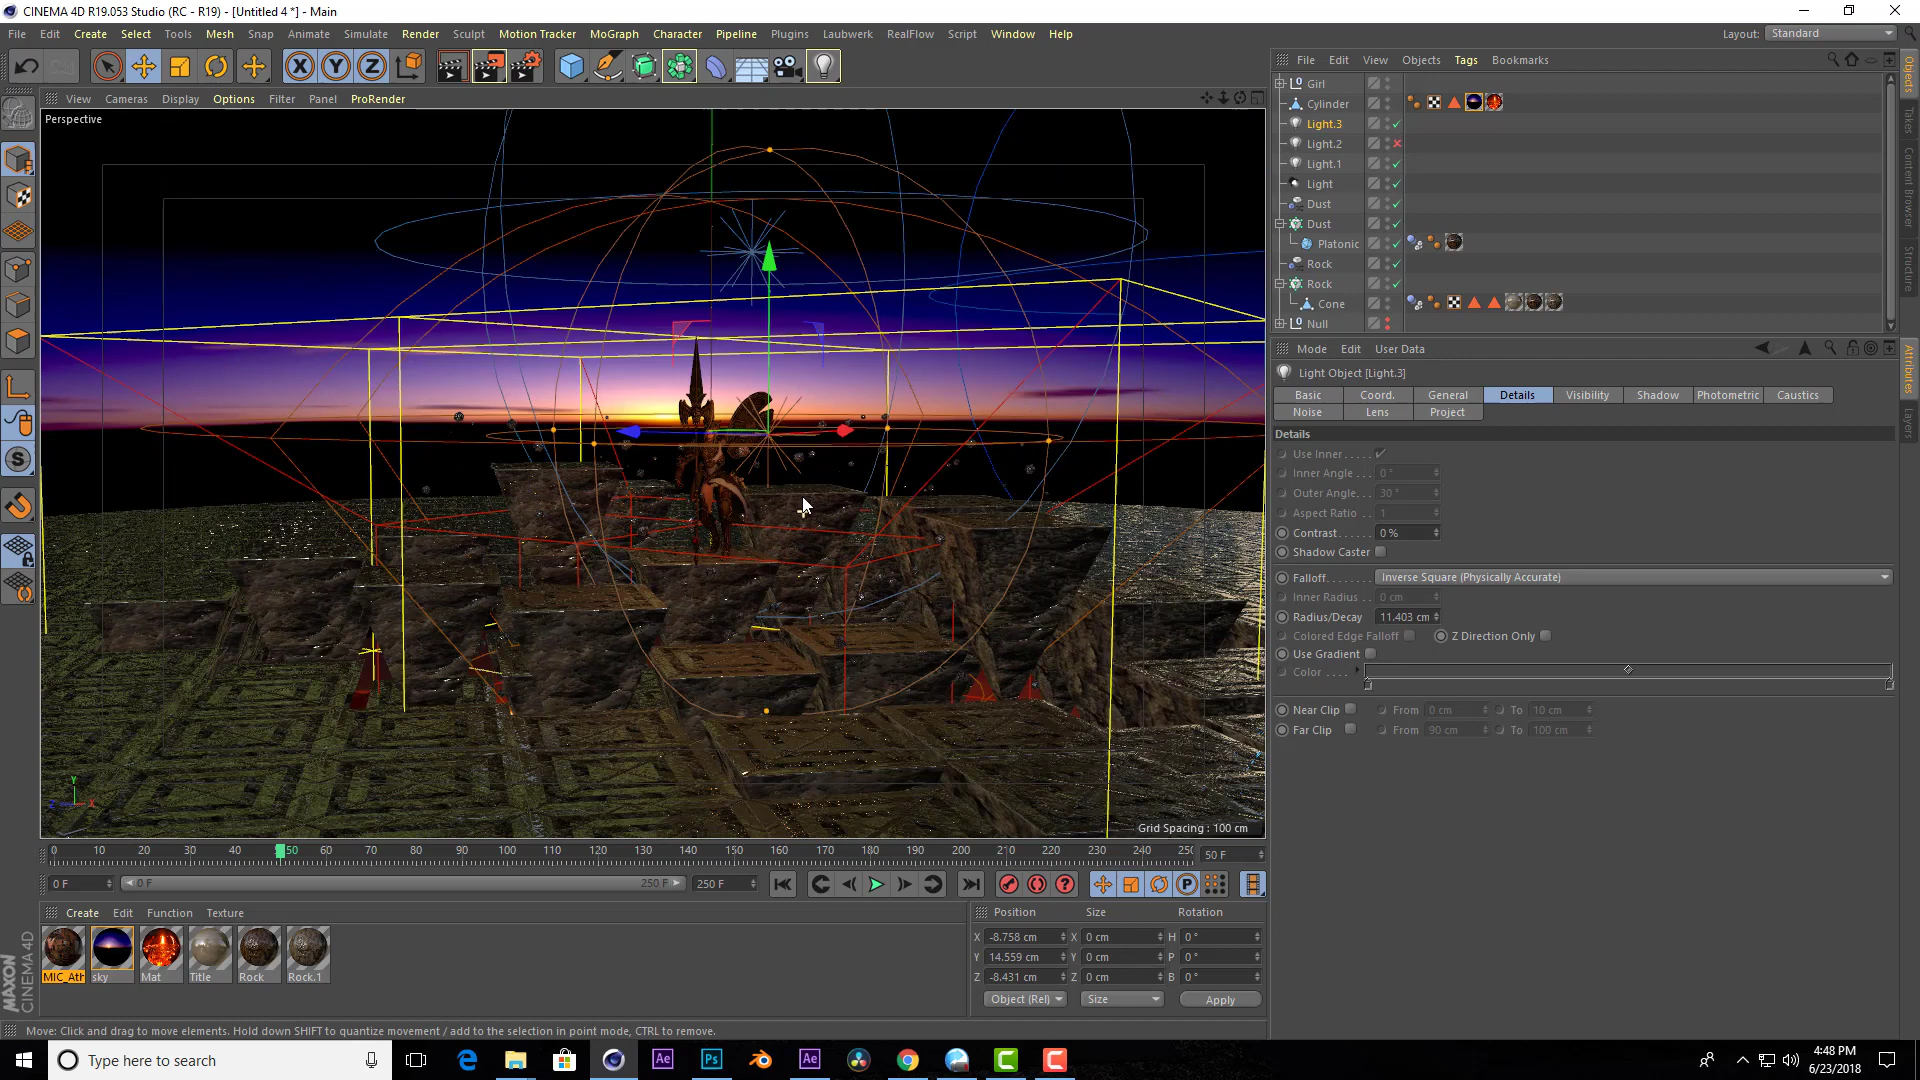 CINEMA 4D R19.053 Studio (RC - R19) - [Untitled 4 *] - Main
File Edit Create Select Tools Mesh Snap Animate Simulate Render Sculpt Motion Tracker MoGraph Character Pipeline Plugins Laubwerk RealFlow Script Window Help Layout: Standard
File Edit View Objects Tags Bookmarks
View Cameras Display Options Filter Panel ProRender
Perspective
Girl
Cylinder
Light.3
Light.2
Light.1
Light
Dust
Dust
Platonic
Rock
Rock
Cone
Null
Objects
Takes
Content Browser
Structure
Mode Edit User Data
Light Object [Light.3]
Basic Coord. General Details Visibility Shadow Photometric Caustics
Noise Lens Project
Details
Use Inner
Inner Angle 0 °
Outer Angle 30 °
Aspect Ratio 1
Contrast 0 %
Shadow Caster
Falloff Inverse Square (Physically Accurate)
Inner Radius 0 cm
Radius/Decay 11.403 cm
Colored Edge Falloff Z Direction Only
Use Gradient
Color
Near Clip From 0 cm To 10 cm
Far Clip From 90 cm To 100 cm
Attributes
Layers
Y
Z X
Grid Spacing : 100 cm
0 10 20 30 40 50 60 70 80 90 100 110 120 130 140 150 160 170 180 190 200 210 220 230 240 250 50 F
0 F 0 F 250 F 250 F
Create Edit Function Texture
MIC_Ath sky Mat Title Rock Rock.1
Position Size Rotation
X -8.758 cm X 0 cm H 0 °
Y 14.559 cm Y 0 cm P 0 °
Z -8.431 cm Z 0 cm B 0 °
Object (Rel) Size Apply
MAXON
CINEMA 4D
Move: Click and drag to move elements. Hold down SHIFT to quantize movement / add to the selection in point mode, CTRL to remove.
Type here to search
Ae Ps Ae
4:48 PM
6/23/2018